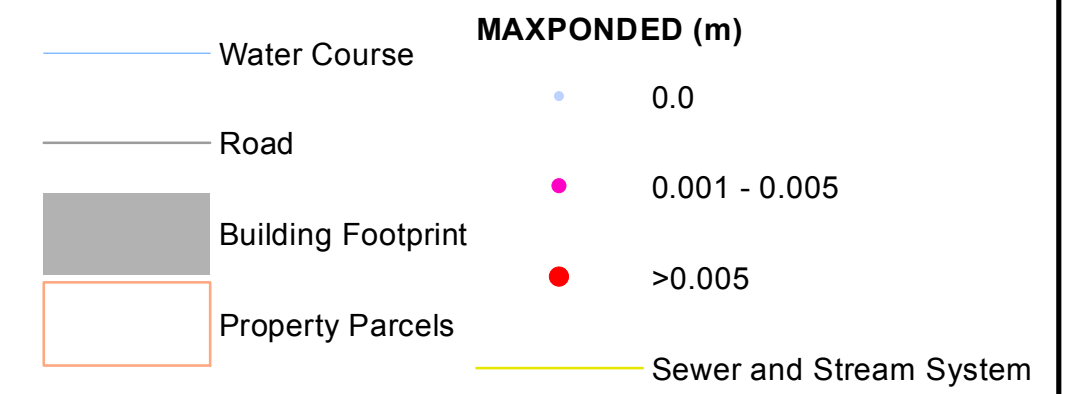 Water Course
Road
Building Footprint
Property Parcels
MAXPONDED (m)
0.0
0.001 - 0.005
>0.005
Sewer and Stream System